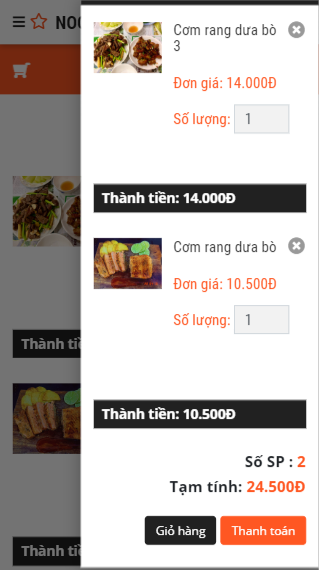 NOO
Cơm rang dưa bò
3
Đơn giá: 14.000Đ
Số lượng: 1
Thành tiền: 14.000Đ
Cơm rang dưa bò
Đơn giá: 10.500Đ
Số lượng: 1
Thành tiền: 10.500Đ
Số SP : 2
Tạm tính: 24.500Đ
Giỏ hàng
Thanh toán
Thành tiề
Thành tiề